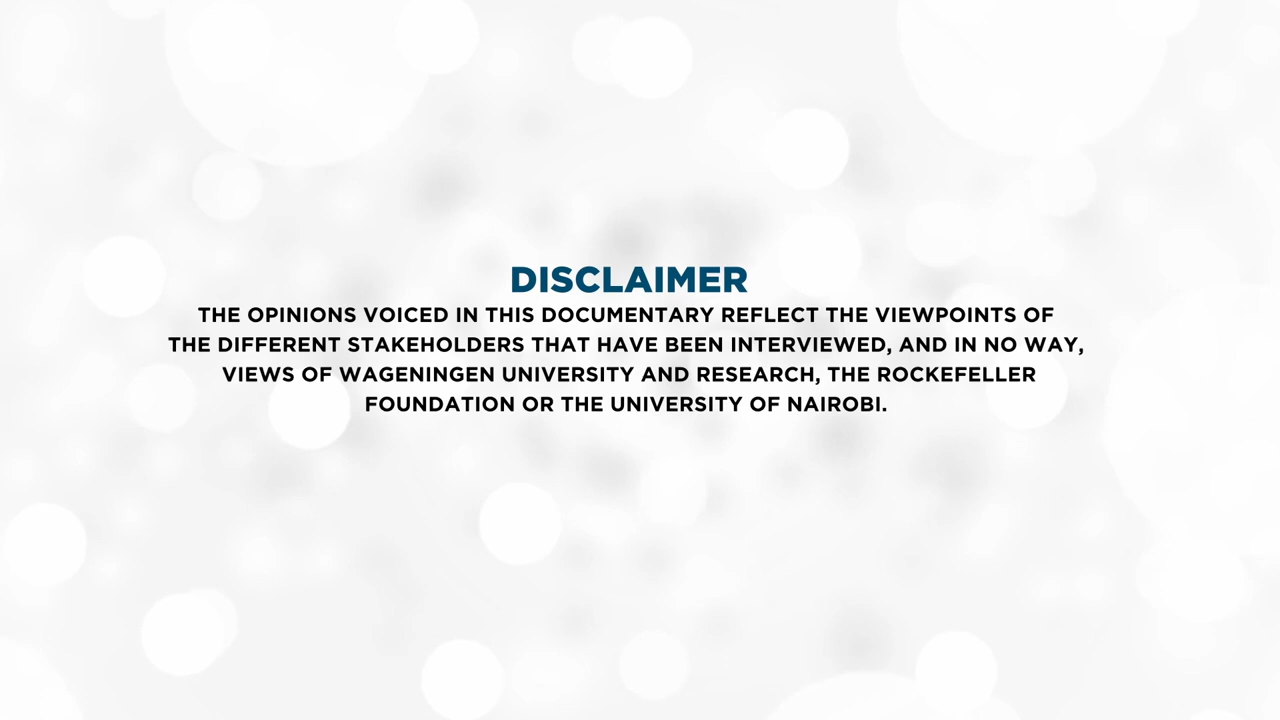 DISCLAIMER
THE OPINIONS VOICED IN THIS DOCUMENTARY REFLECT THE VIEWPOINTS OF
THE DIFFERENT STAKEHOLDERS THAT HAVE BEEN INTERVIEWED, AND IN NO WAY,
VIEWS OF WAGENINGEN UNIVERSITY AND RESEARCH, THE ROCKEFELLER
FOUNDATION OR THE UNIVERSITY OF NAIROBI.